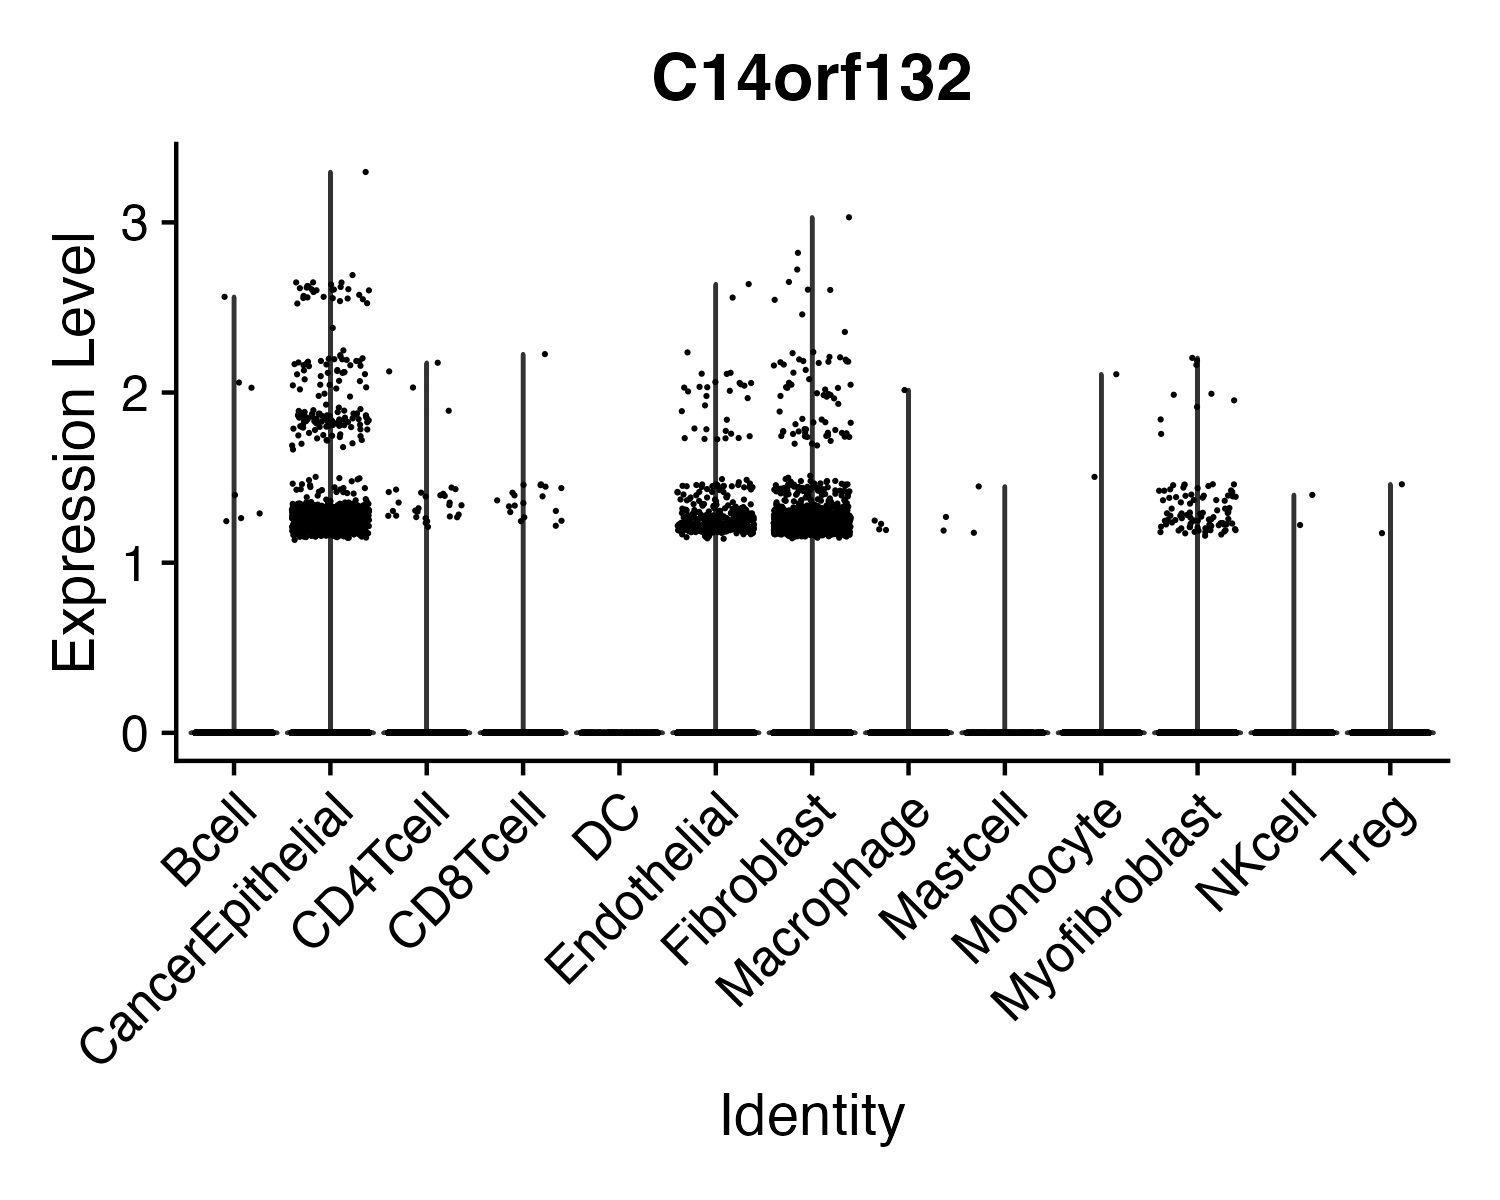 C14orf132
Expression Level
3
2
1
0
Bcell
CancerEpithelial
CD4Tcell
CD8Tcell
DC
Endothelial
Fibroblast
Macrophage
Mastcell
Monocyte
Myofibroblast
NKcell
Treg
Identity